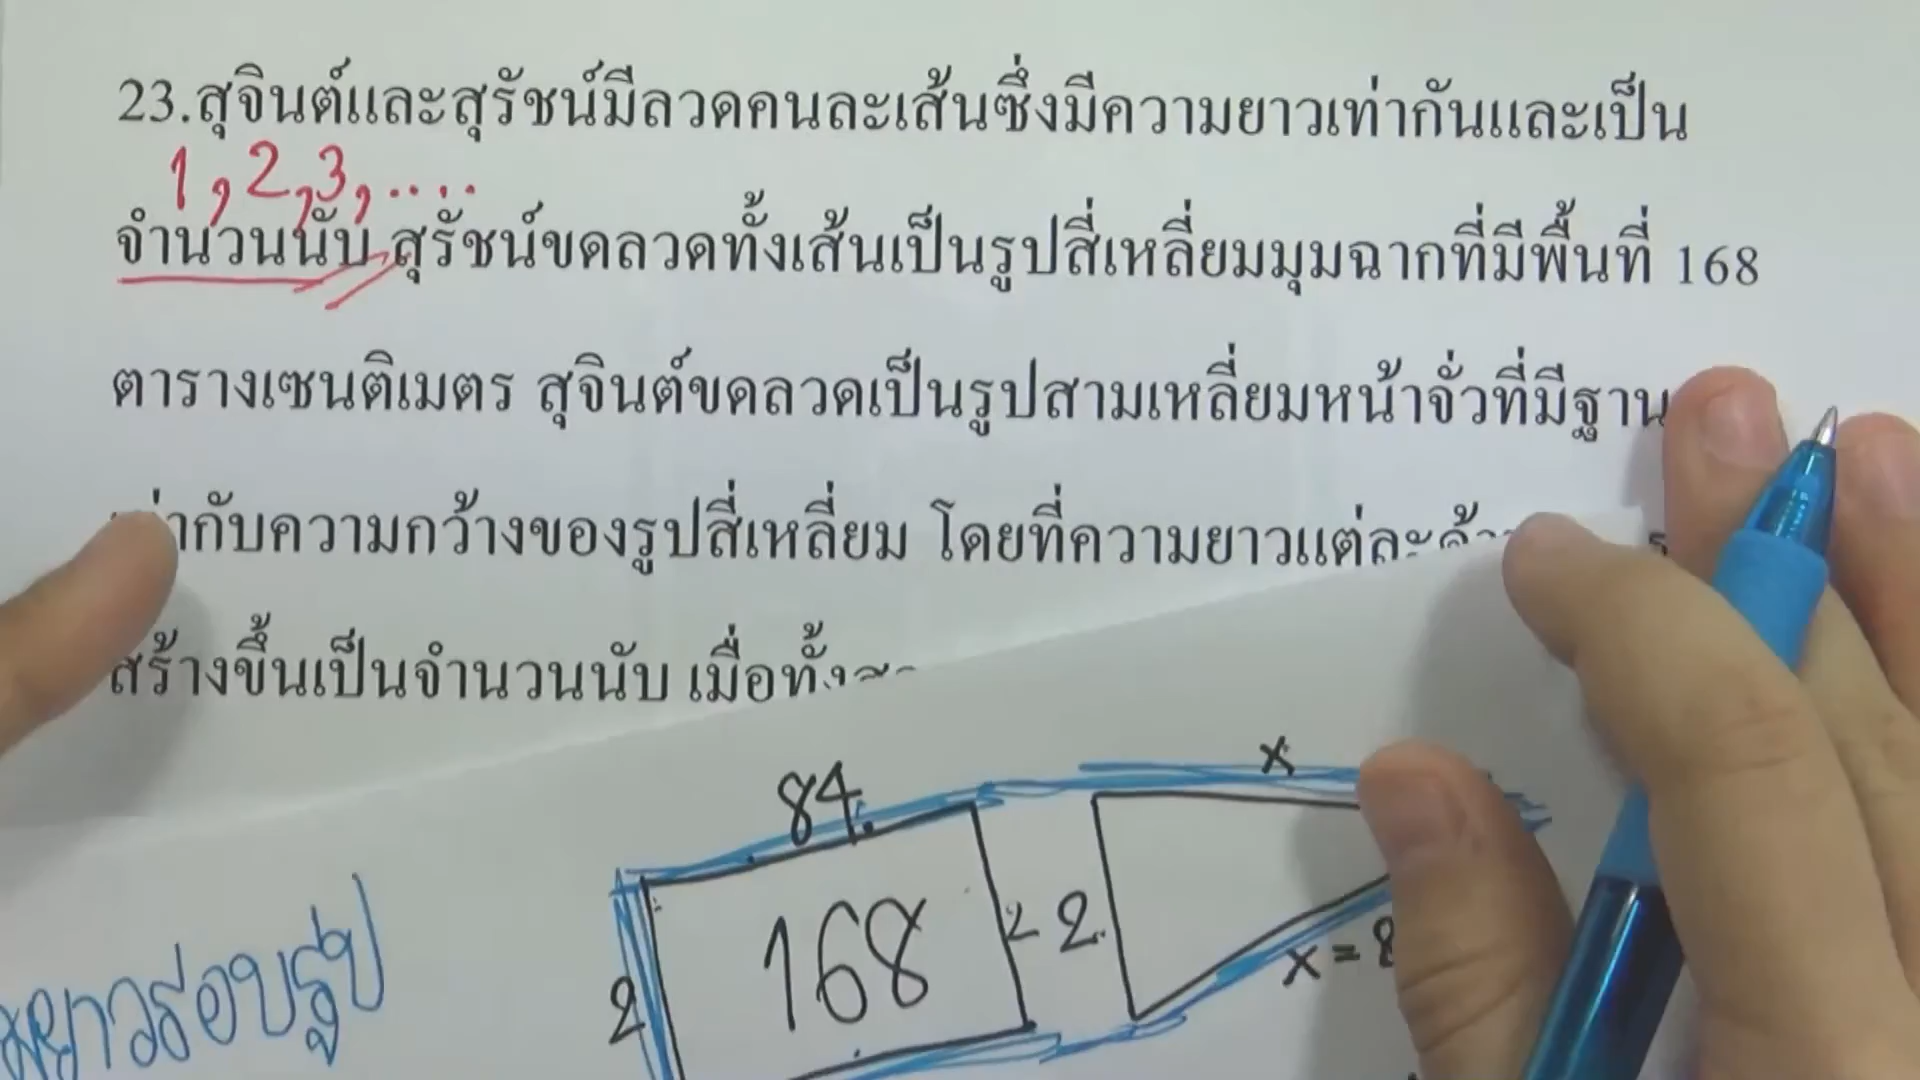 23.สุจินต์และสุรัชน์มีลวดคนละเส้นซึ่งมีความยาวเท่ากันและเป็น
1,2,3,....
จำนวนนับ สุรัชน์ขดลวดทั้งเส้นเป็นรูปสี่เหลี่ยมมุมฉากที่มีพื้นที่ 168
ตารางเซนติเมตร สุจินต์ขดลวดเป็นรูปสามเหลี่ยมหน้าจั่วที่มีฐาน
กับความกว้างของรูปสี่เหลี่ยม โดยที่ความยาวแต่ละ
สร้างขึ้นเป็นจำนวนนับ เมื่อ
84 x
168 2 2
2 x = 8
ยาวรอบรูป